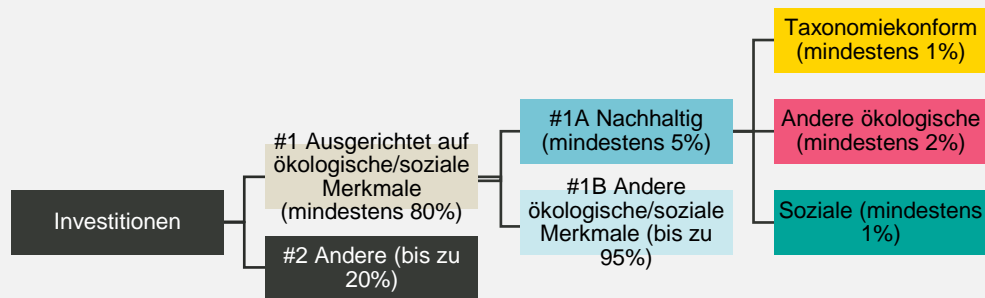 Investitionen
#1 Ausgerichtet auf
ökologische/soziale
Merkmale
(mindestens 80%)
#2 Andere (bis zu
20%)
#1A Nachhaltig
(mindestens 5%)
#1B Andere
ökologische/soziale
Merkmale (bis zu
95%)
Taxonomiekonform
(mindestens 1%)
Andere ökologische
(mindestens 2%)
Soziale (mindestens
1%)